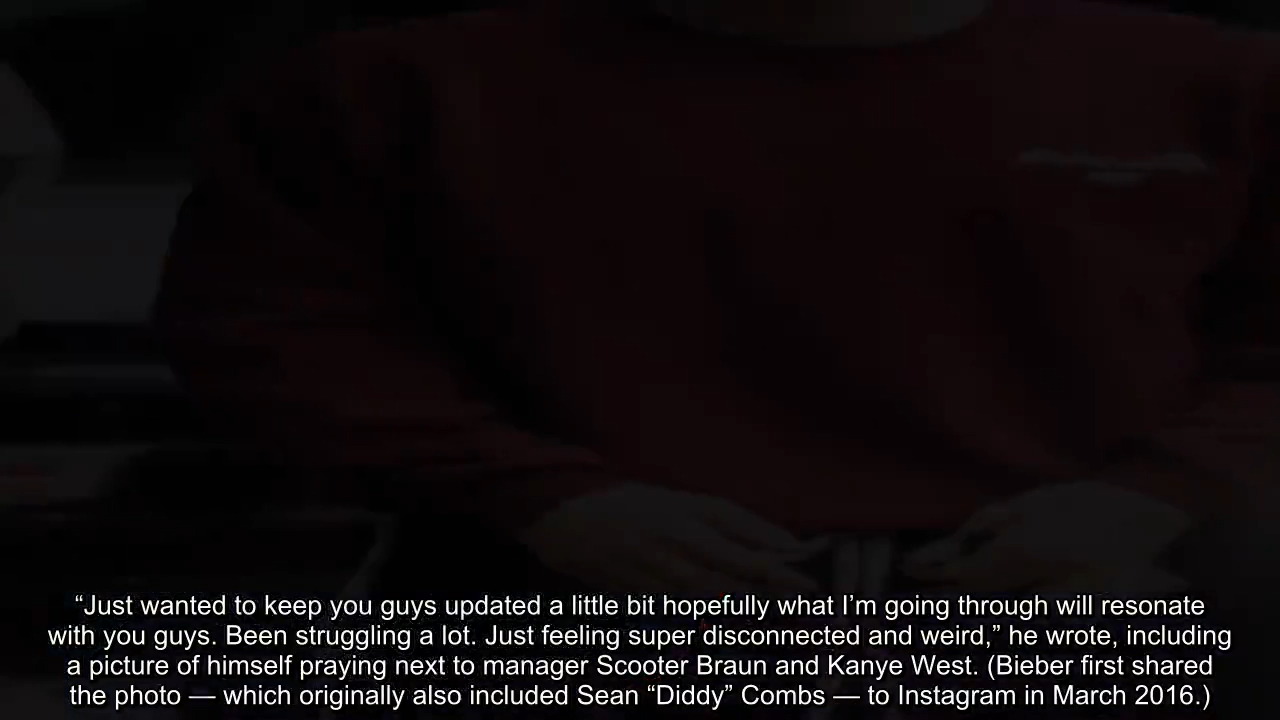 “Just wanted to keep you guys updated a little bit hopefully what I’m going through will resonate
with you guys. Been struggling a lot. Just feeling super disconnected and weird,” he wrote, including
a picture of himself praying next to manager Scooter Braun and Kanye West. (Bieber first shared
the photo — which originally also included Sean “Diddy” Combs — to Instagram in March 2016.)